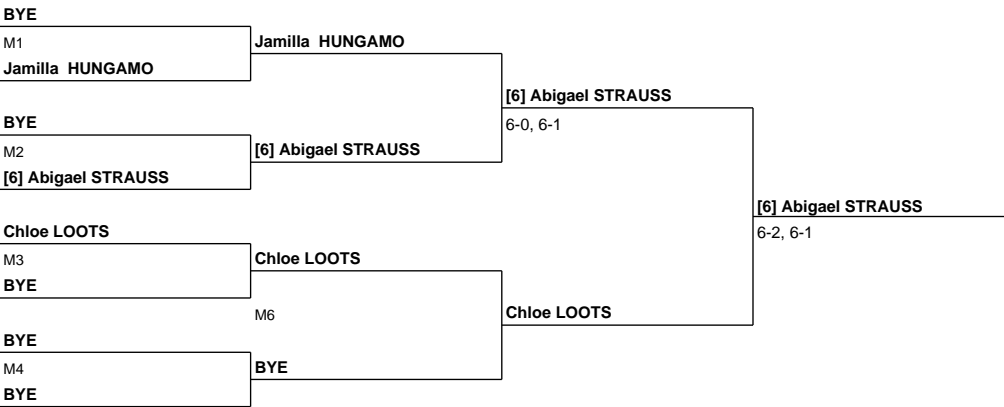 BYE
M1
Jamilla  HUNGAMO
Jamilla  HUNGAMO
BYE
M2
[6] Abigael STRAUSS
[6] Abigael STRAUSS
[6] Abigael STRAUSS
6-0, 6-1
Chloe LOOTS
M3
BYE
Chloe LOOTS
M6
BYE
M4
BYE
BYE
Chloe LOOTS
[6] Abigael STRAUSS
6-2, 6-1